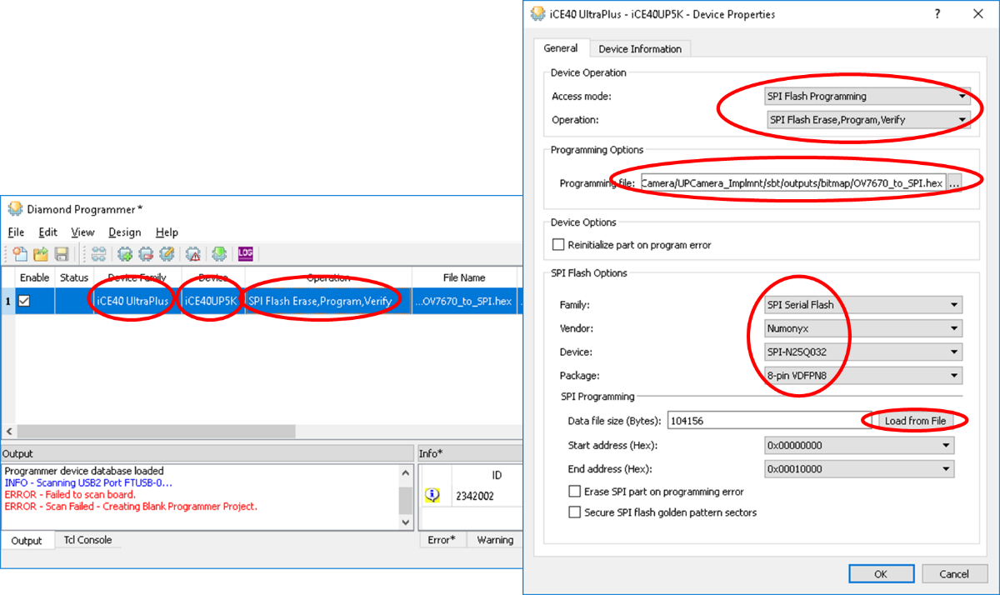 Diamond Programmer *
File Edit View Design Help
LOG
Enable Status Device Family Device Operation File Name
1 iCE40 UltraPlus iCE40UP5K SPI Flash Erase,Program,Verify ...OV7670_to_SPI.hex
Output
Programmer device database loaded
INFO - Scanning USB2 Port FTUSB-0...
ERROR - Failed to scan board.
ERROR - Scan Failed - Creating Blank Programmer Project.
Output Tcl Console
Info*
ID
2342002
Error* Warning
iCE40 UltraPlus - iCE40UP5K - Device Properties ?
General Device Information
Device Operation
Access mode: SPI Flash Programming
Operation: SPI Flash Erase,Program,Verify
Programming Options
Programming file: Camera/UPCamera_Implmnt/sbt/outputs/bitmap/OV7670_to_SPI.hex ...
Device Options
Reinitialize part on program error
SPI Flash Options
Family: SPI Serial Flash
Vendor: Numonyx
Device: SPI-N25Q032
Package: 8-pin VDFPN8
SPI Programming
Data file size (Bytes): 104156 Load from File
Start address (Hex): 0x00000000
End address (Hex): 0x00010000
Erase SPI part on programming error
Secure SPI flash golden pattern sectors
OK Cancel